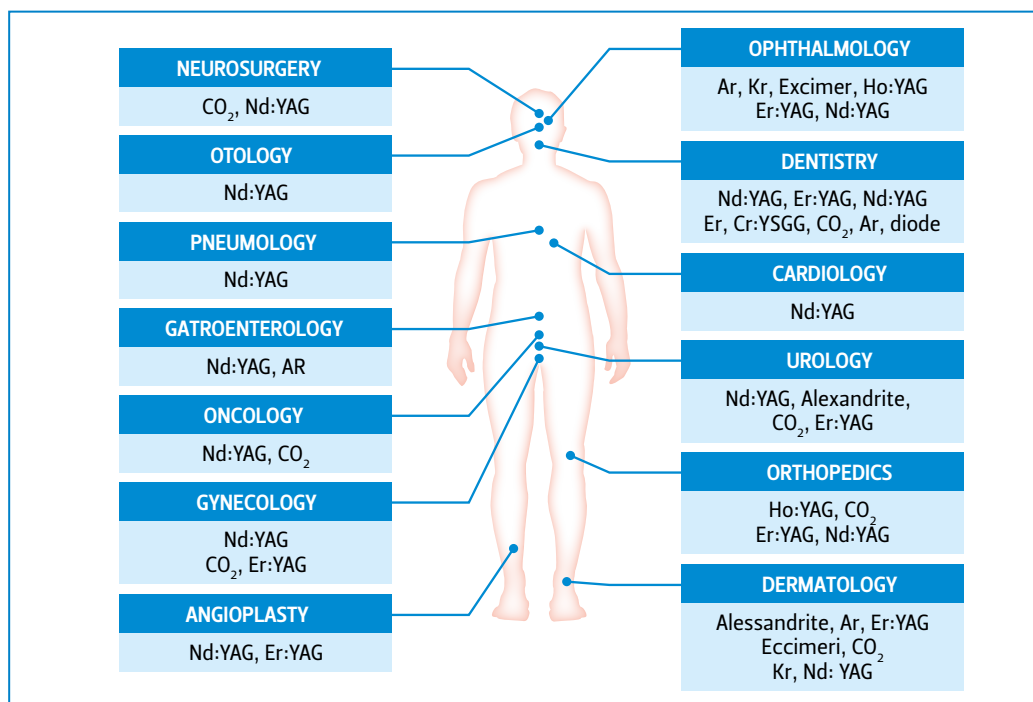 NEUROSURGERY
CO₂, Nd:YAG
OTOLOGY
Nd:YAG
PNEUMOLOGY
Nd:YAG
GATROENTEROLOGY
Nd:YAG, AR
ONCOLOGY
Nd:YAG, CO₂
GYNECOLOGY
Nd:YAG
CO₂, Er:YAG
ANGIOPLASTY
Nd:YAG, Er:YAG
OPHTHALMOLOGY
Ar, Kr, Excimer, Ho:YAG
Er:YAG, Nd:YAG
DENTISTRY
Nd:YAG, Er:YAG, Nd:YAG
Er, Cr:YSGG, CO₂, Ar, diode
CARDIOLOGY
Nd:YAG
UROLOGY
Nd:YAG, Alexandrite,
CO₂, Er:YAG
ORTHOPEDICS
Ho:YAG, CO₂
Er:YAG, Nd:YAG
DERMATOLOGY
Alessandrite, Ar, Er:YAG
Eccimeri, CO₂
Kr, Nd: YAG